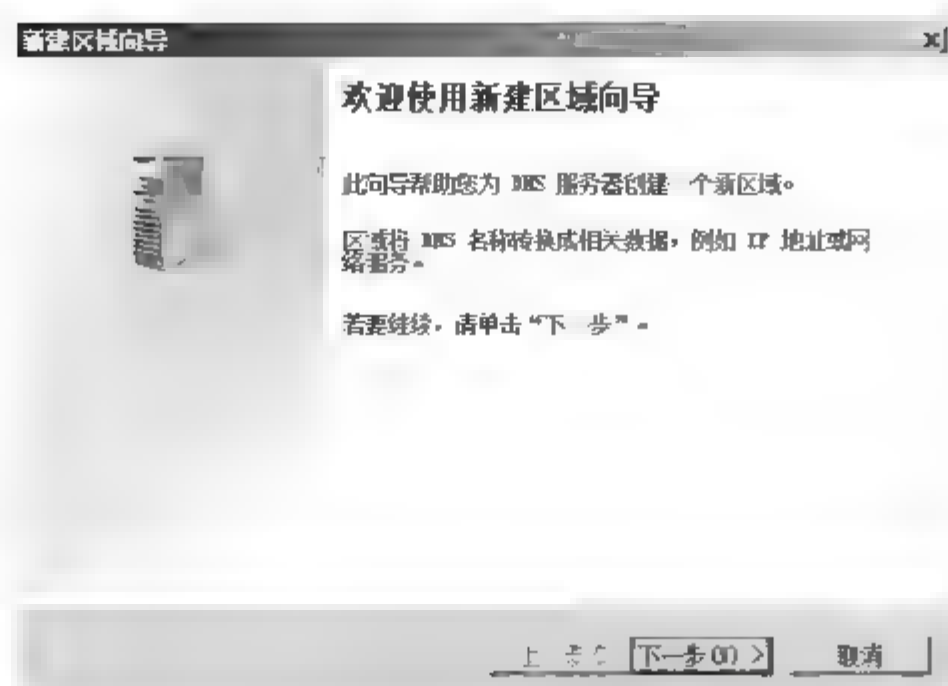 新建区域向导
欢迎使用新建区域向导
此向导帮助您为 DNS 服务器创建一个新区域。
区域将 DNS 名称转换成相关数据，例如 IP 地址或网
络服务。
若要继续，请单击“下一步”。
上一步
下一步(N) >
取消